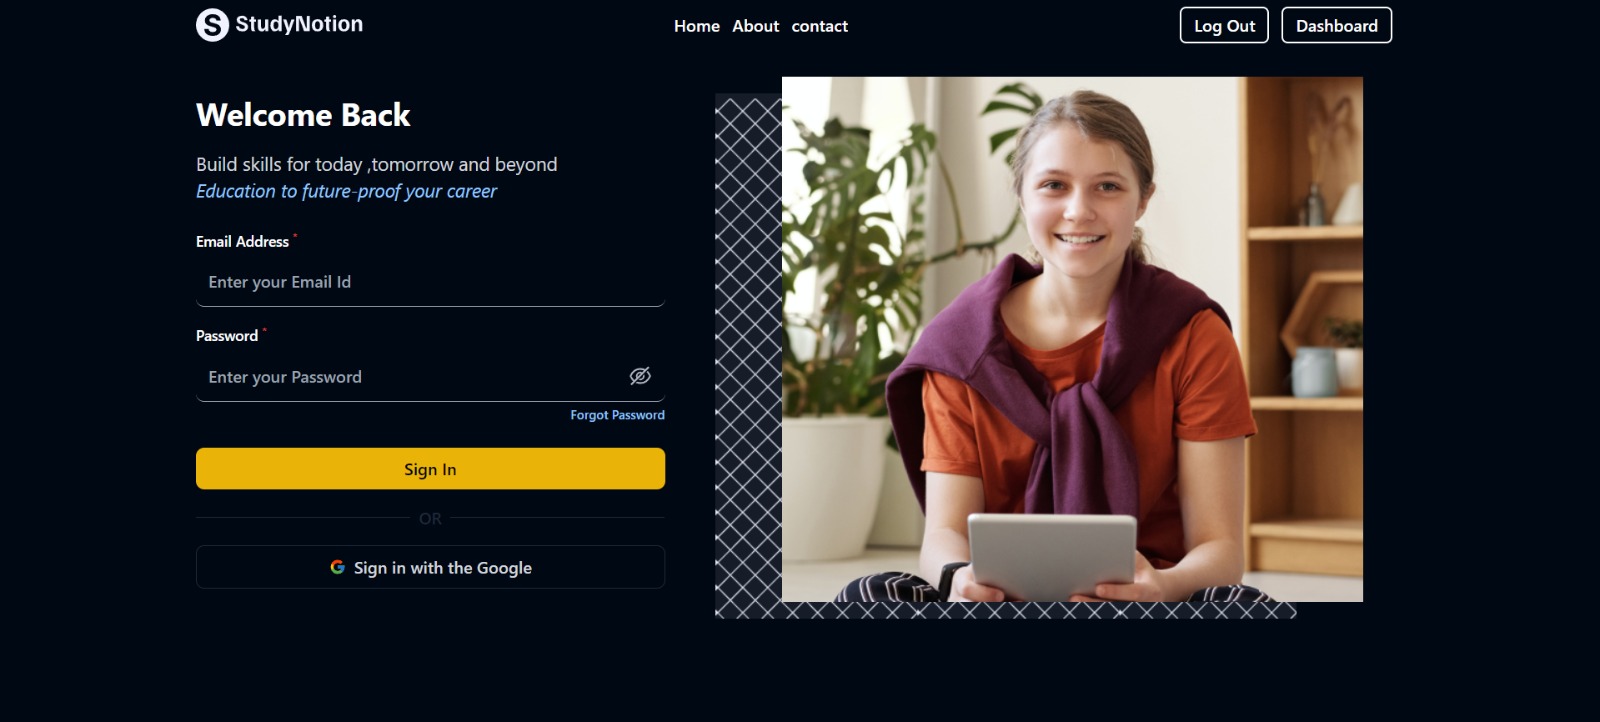 StudyNotion
Home About contact
Log Out
Dashboard
Welcome Back
Build skills for today ,tomorrow and beyond
Education to future-proof your career
Email Address *
Enter your Email Id
Password *
Enter your Password
Forgot Password
Sign In
OR
Sign in with the Google